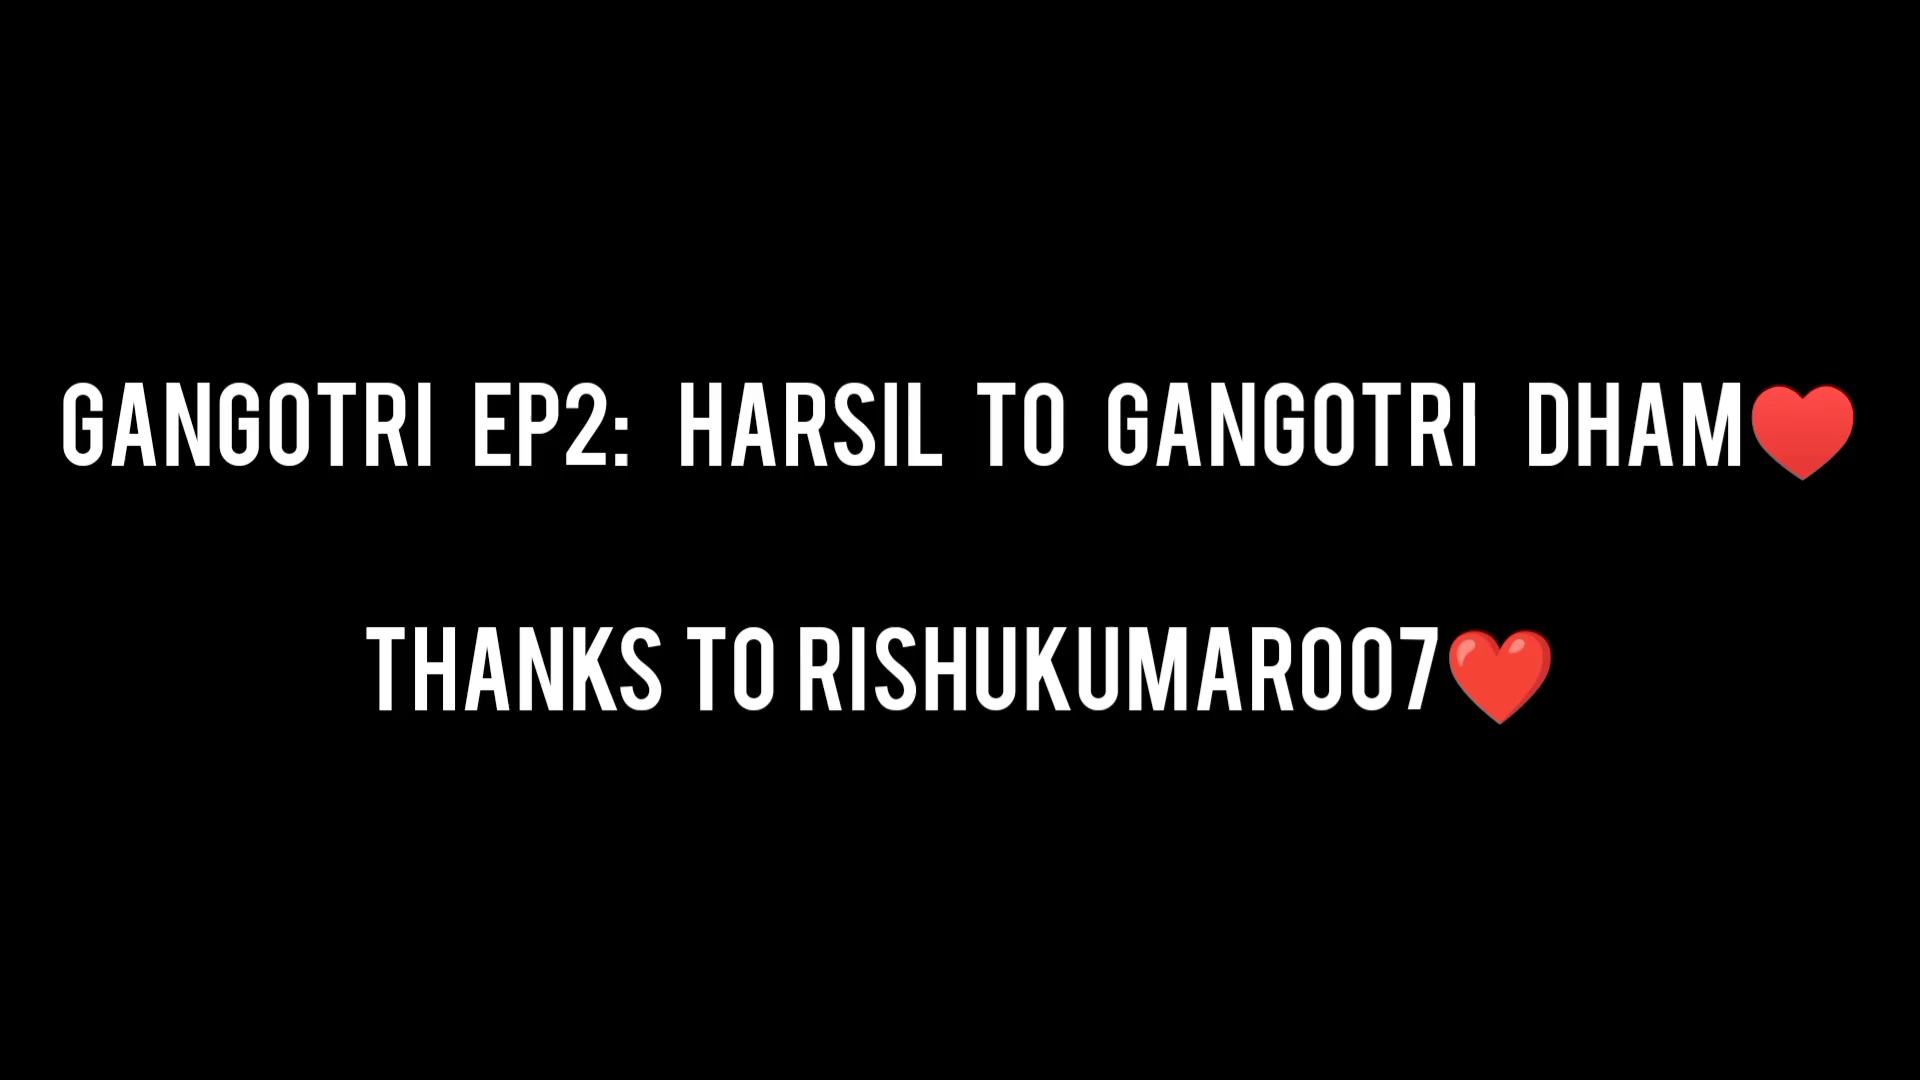 GANGOTRI EP2: HARSIL TO GANGOTRI DHAM♥️
THANKS TO RISHUKUMAR007❤️